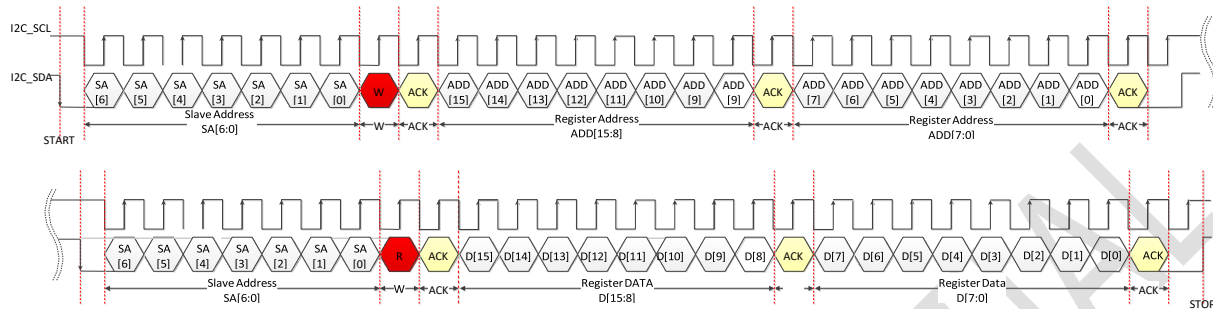 I2C_SCL
I2C_SDA
SA [6] SA [5] SA [4] SA [3] SA [2] SA [1] SA [0] W ACK ADD [15] ADD [14] ADD [13] ADD [12] ADD [11] ADD [10] ADD [9] ADD [9] ACK ADD [7] ADD [6] ADD [5] ADD [4] ADD [3] ADD [2] ADD [1] ADD [0] ACK
Slave Address W ACK Register Address ACK Register Address ACK
SA[6:0] ADD[15:8] ADD[7:0]
START
SA [6] SA [5] SA [4] SA [3] SA [2] SA [1] SA [0] R ACK D[15] D[14] D[13] D[12] D[11] D[10] D[9] D[8] ACK D[7] D[6] D[5] D[4] D[3] D[2] D[1] D[0] ACK
Slave Address W ACK Register DATA Register Data ACK
SA[6:0] D[15:8] D[7:0]
STOP